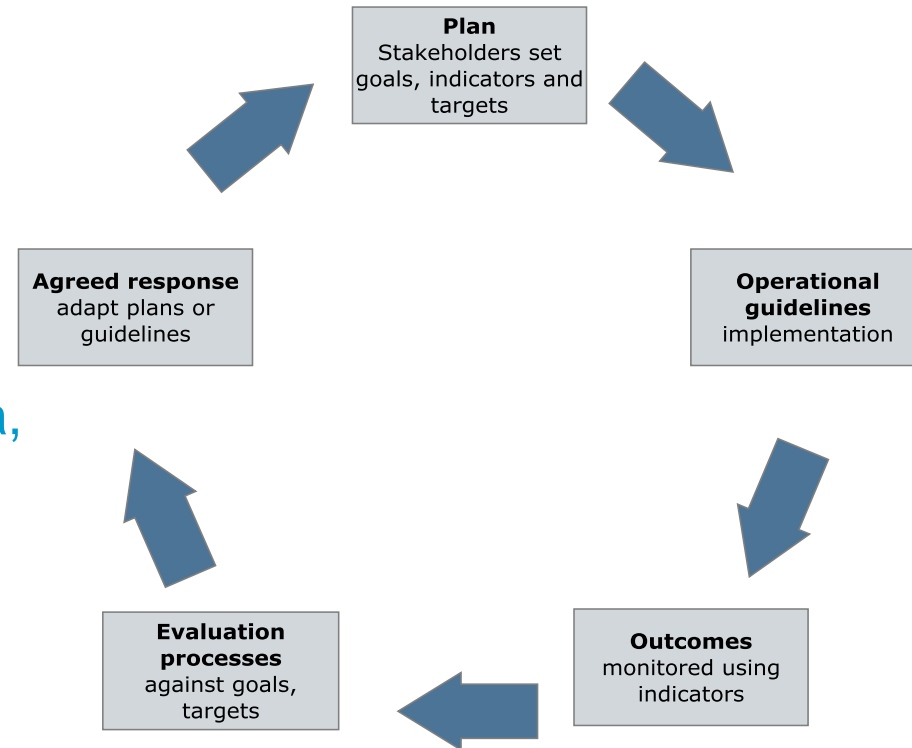 Plan
Stakeholders set
goals, indicators and
targets
Operational
guidelines
implementation
Outcomes
monitored using
indicators
Evaluation
processes
against goals,
targets
Agreed response
adapt plans or
guidelines